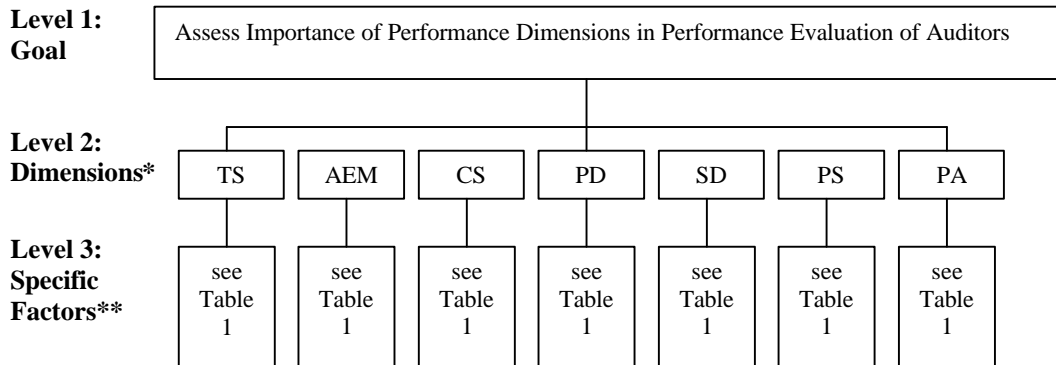 Level 1:
Goal
Assess Importance of Performance Dimensions in Performance Evaluation of Auditors
Level 2:
Dimensions*
TS AEM CS PD SD PS PA
Level 3:
Specific
Factors**
see see see see see see see
Table Table Table Table Table Table Table
1 1 1 1 1 1 1